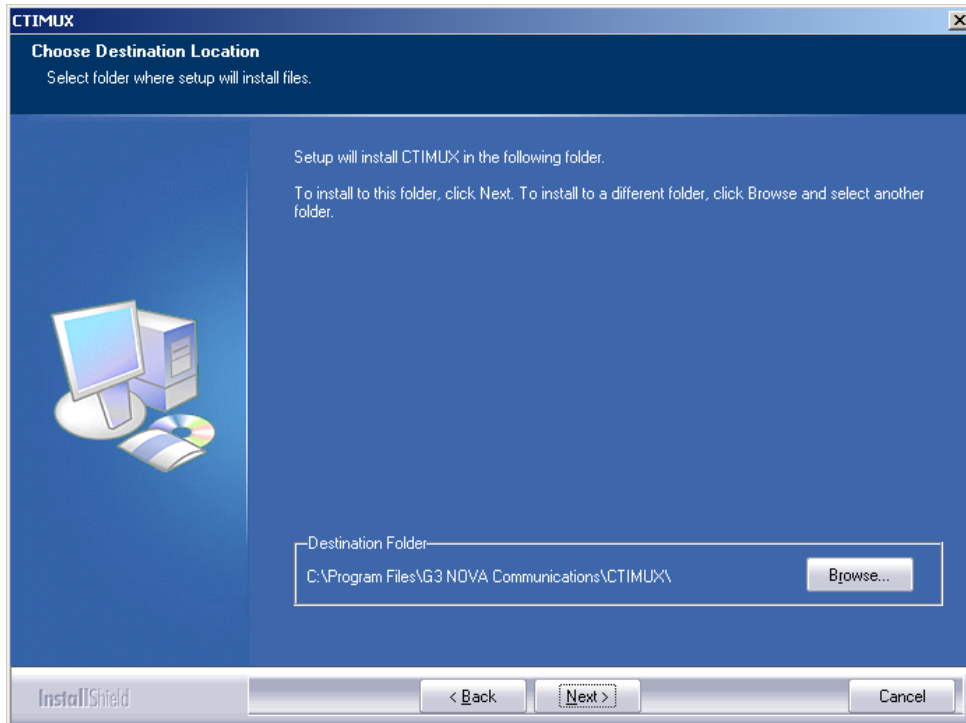 CTIMUX
Choose Destination Location
Select folder where setup will install files.
Setup will install CTIMUX in the following folder.
To install to this folder, click Next. To install to a different folder, click Browse and select another
folder.
Destination Folder
C:\Program Files\G3 NOVA Communications\CTIMUX\
Browse...
InstallShield
< Back
Next >
Cancel